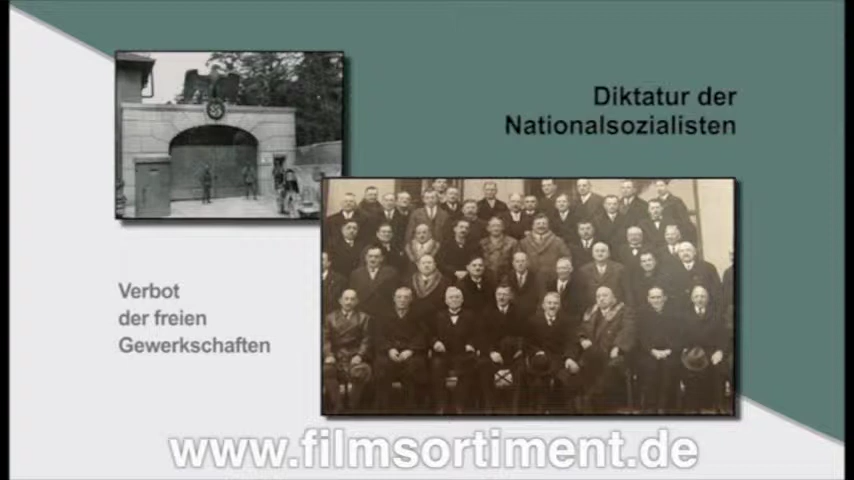 Diktatur der
Nationalsozialisten
Verbot
der freien
Gewerkschaften
www.filmsortiment.de